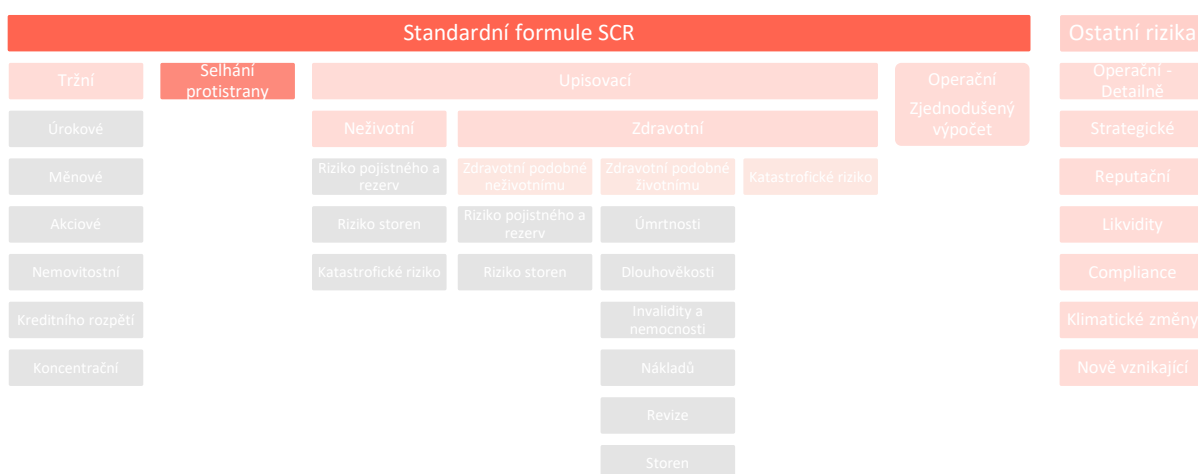 Standardní formule SCR
Ostatní rizika
Tržní
Selhání
protistrany
Upisovací
Operační
Zjednodušený
výpočet
Operační -
Detailně
Úrokové
Neživotní
Zdravotní
Strategické
Měnové
Riziko pojistného a
rezerv
Zdravotní podobné
neživotnímu
Zdravotní podobné
životnímu
Katastrofické riziko
Reputační
Akciové
Riziko storen
Riziko pojistného a
rezerv
Úmrtnosti
Likvidity
Nemovitostní
Katastrofické riziko
Riziko storen
Dlouhověkosti
Compliance
Kreditního rozpětí
Invalidity a
nemocnosti
Klimatické změny
Koncentrační
Nákladů
Nově vznikající
Revize
Storen